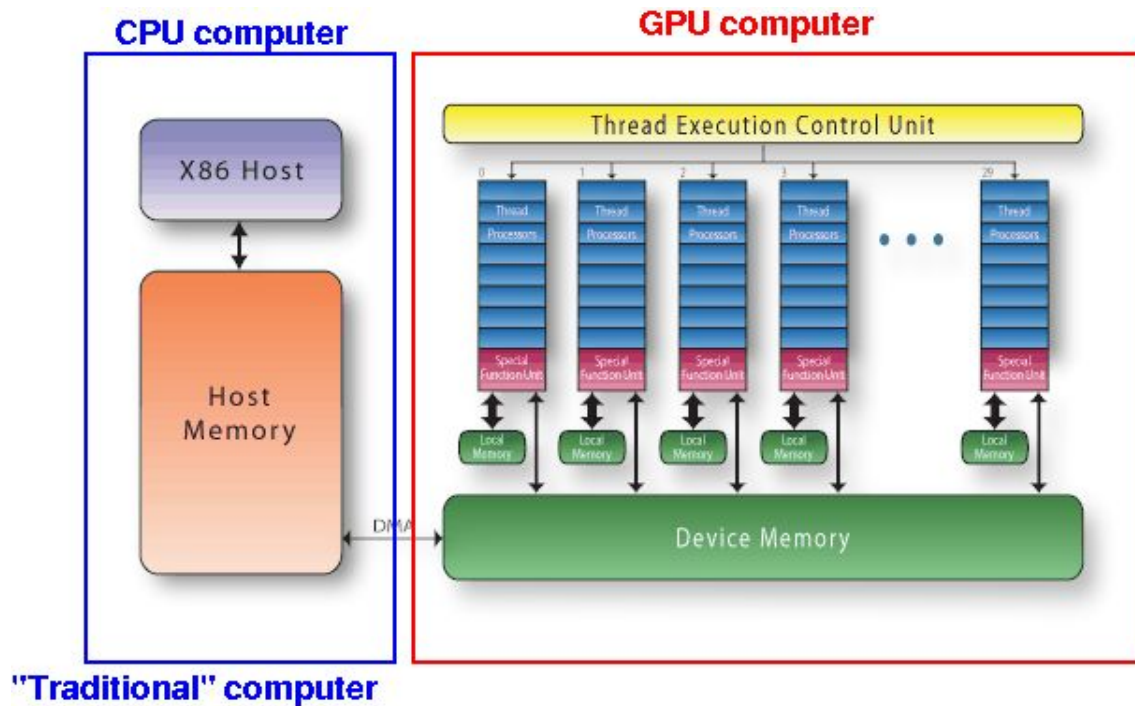 CPU computer
GPU computer
X86 Host
Host
Memory
DMA
"Traditional" computer
Thread Execution Control Unit
0 1 2 3 29
Thread Thread Thread Thread Thread
Processors Processors Processors Processors Processors
Special Special Special Special Special
Function Unit Function Unit Function Unit Function Unit Function Unit
Local Local Local Local Local
Memory Memory Memory Memory Memory
Device Memory